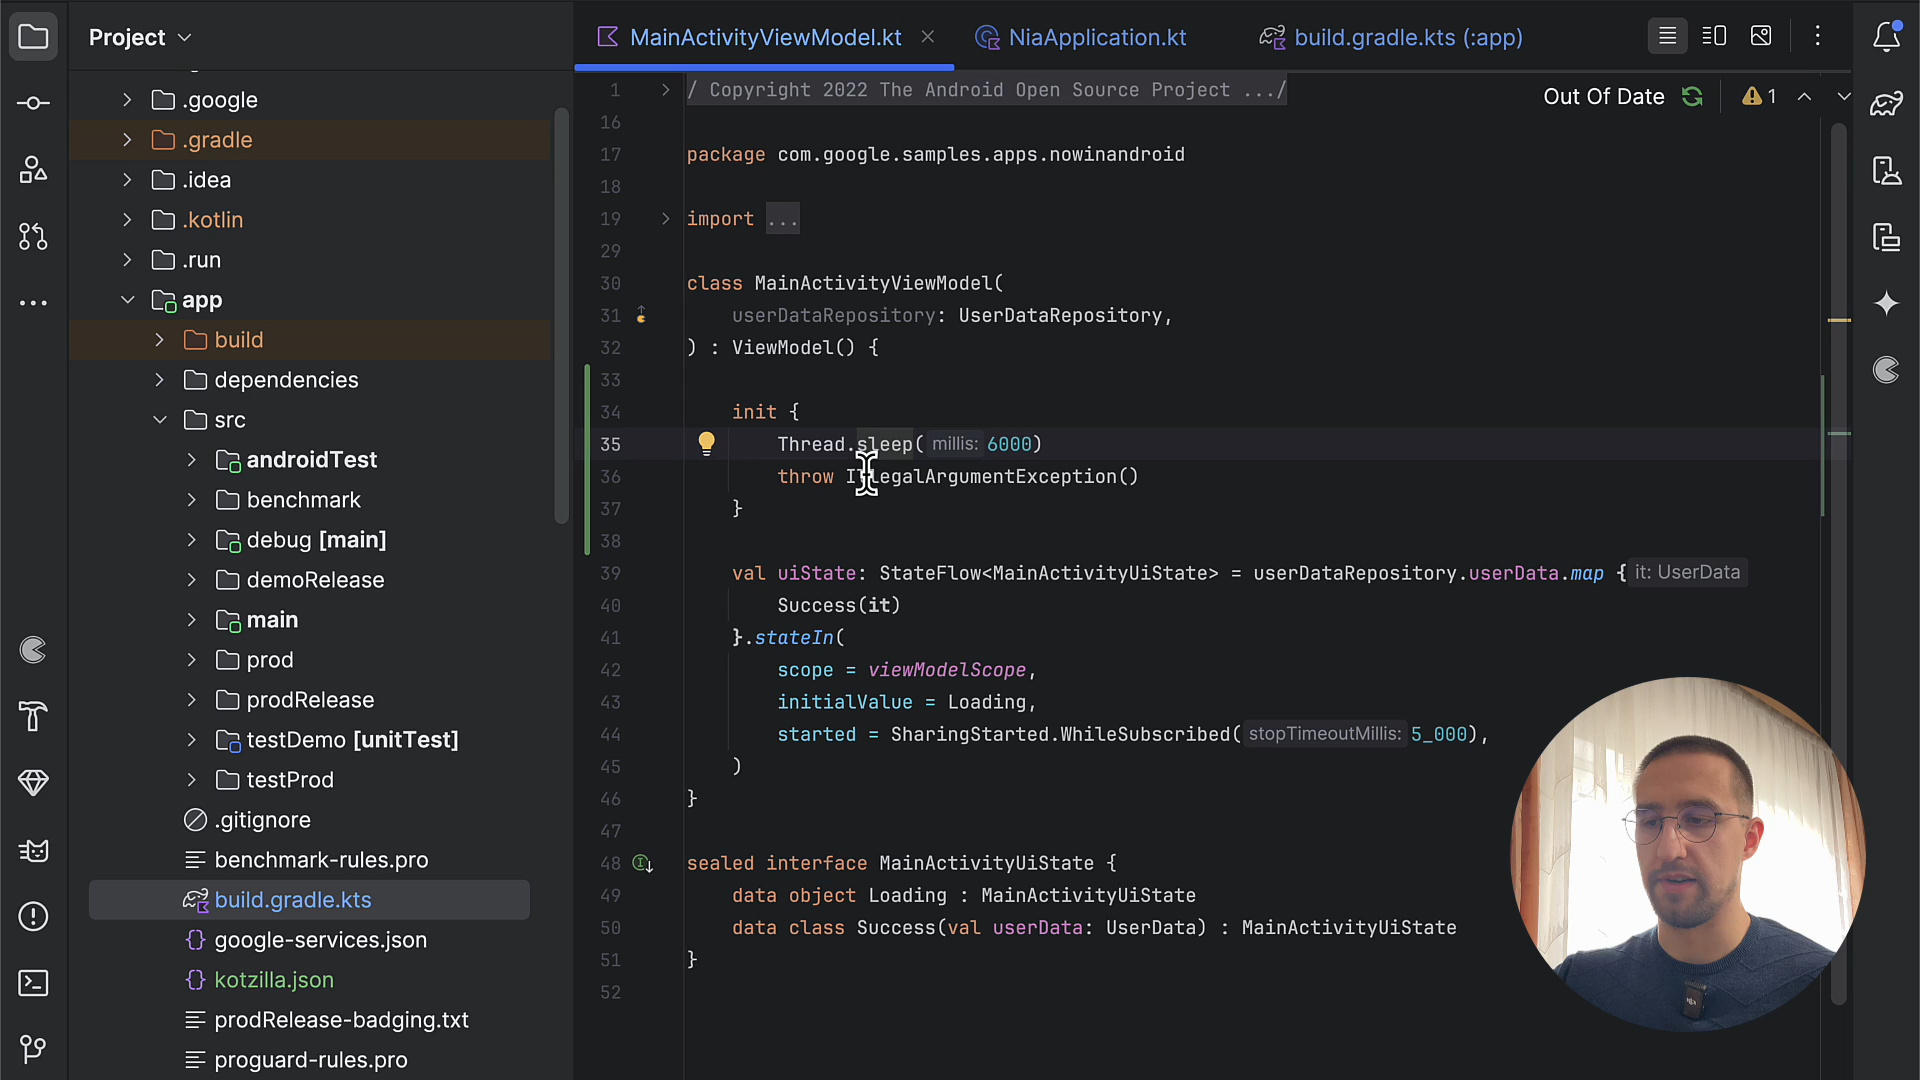 Project
MainActivityViewModel.kt
NiaApplication.kt
build.gradle.kts (:app)
.google
.gradle
.idea
.kotlin
.run
app
build
dependencies
src
androidTest
benchmark
debug [main]
demoRelease
main
prod
prodRelease
testDemo [unitTest]
testProd
.gitignore
benchmark-rules.pro
build.gradle.kts
google-services.json
kotzilla.json
prodRelease-badging.txt
proguard-rules.pro
Out Of Date
1
1 / Copyright 2022 The Android Open Source Project .../
16
17 package com.google.samples.apps.nowinandroid
18
19 import ...
29
30 class MainActivityViewModel(
31 userDataRepository: UserDataRepository,
32 ) : ViewModel() {
33
34 init {
35 Thread.sleep( millis: 6000)
36 throw IllegalArgumentException()
37 }
38
39 val uiState: StateFlow<MainActivityUiState> = userDataRepository.userData.map { it: UserData
40 Success(it)
41 }.stateIn(
42 scope = viewModelScope,
43 initialValue = Loading,
44 started = SharingStarted.WhileSubscribed( stopTimeoutMillis: 5_000),
45 )
46 }
47
48 sealed interface MainActivityUiState {
49 data object Loading : MainActivityUiState
50 data class Success(val userData: UserData) : MainActivityUiState
51 }
52